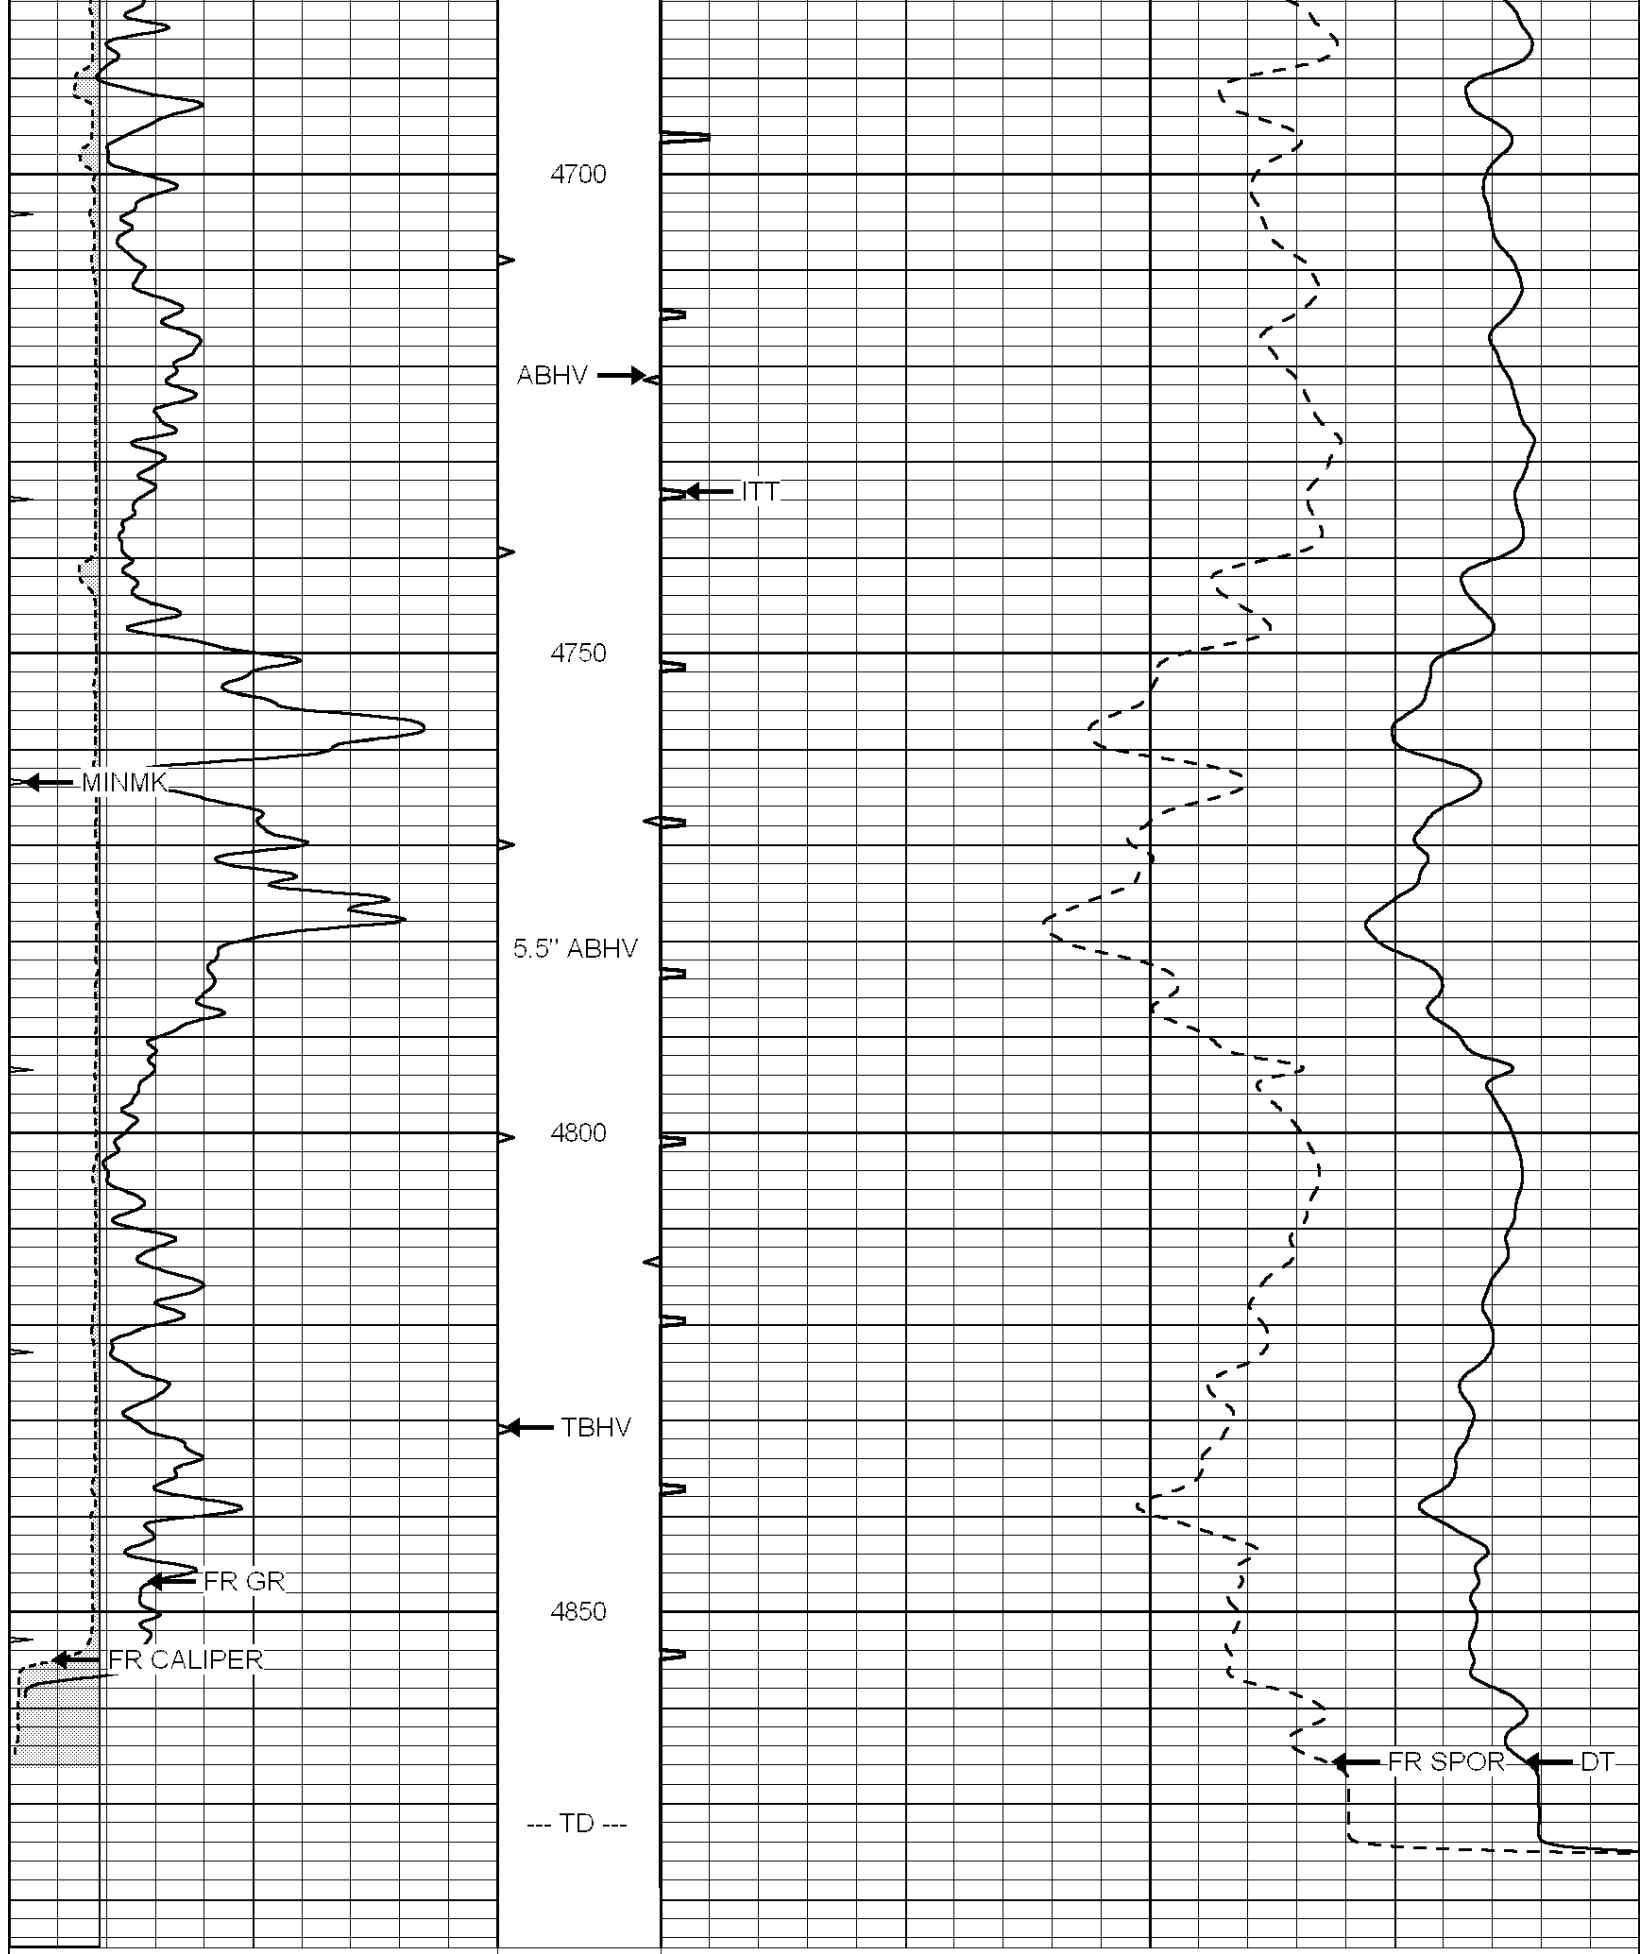 4700
ABHV
ITT
4750
MINMK
5.5" ABHV
4800
TBHV
FR GR
4850
FR CALIPER
FR SPOR
DT
--- TD ---